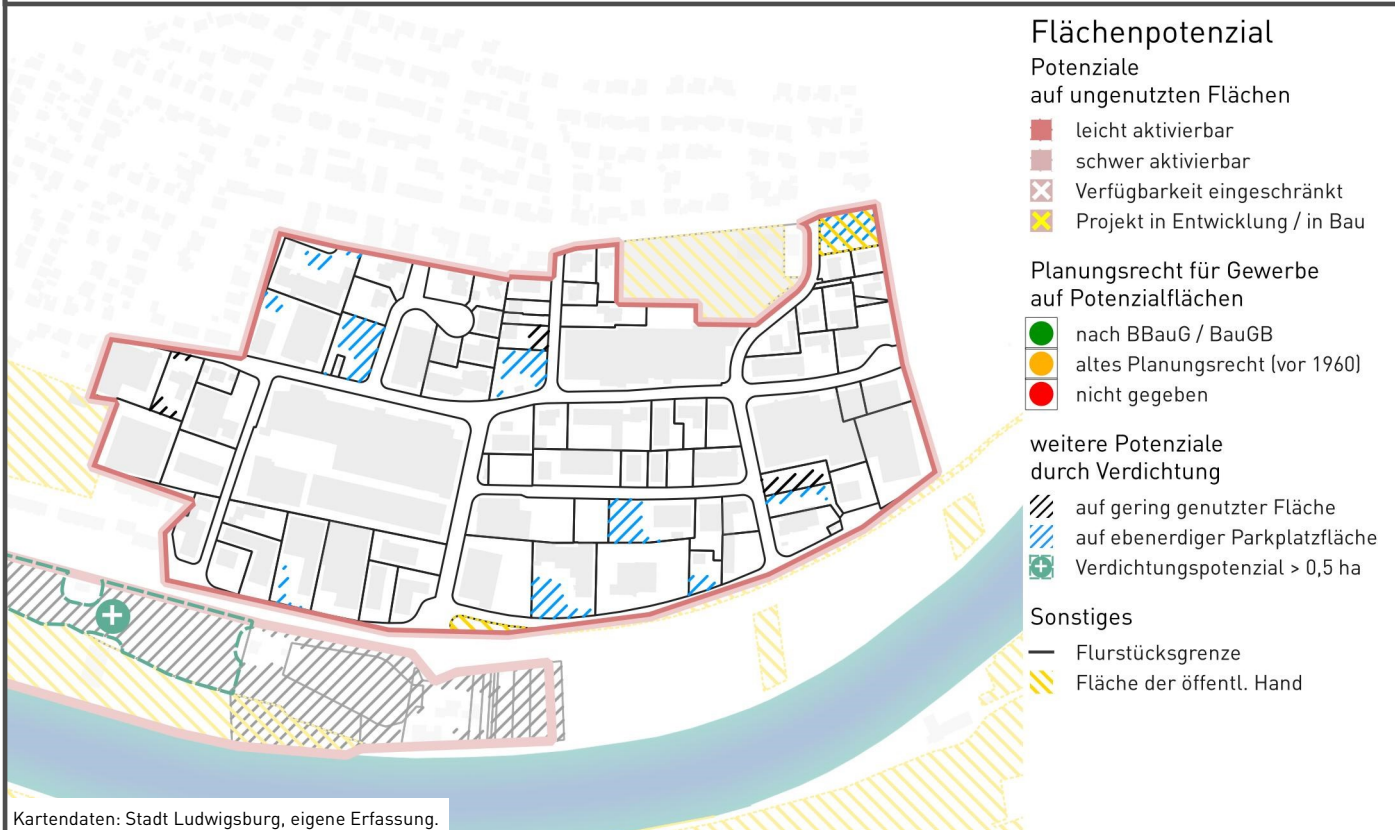 Flächenpotenzial
Potenziale
auf ungenutzten Flächen
leicht aktivierbar
schwer aktivierbar
Verfügbarkeit eingeschränkt
Projekt in Entwicklung / in Bau
Planungsrecht für Gewerbe
auf Potenzialflächen
nach BBauG / BauGB
altes Planungsrecht (vor 1960)
nicht gegeben
weitere Potenziale
durch Verdichtung
auf gering genutzter Fläche
auf ebenerdiger Parkplatzfläche
Verdichtungspotenzial > 0,5 ha
Sonstiges
Flurstücksgrenze
Fläche der öffentl. Hand
Kartendaten: Stadt Ludwigsburg, eigene Erfassung.